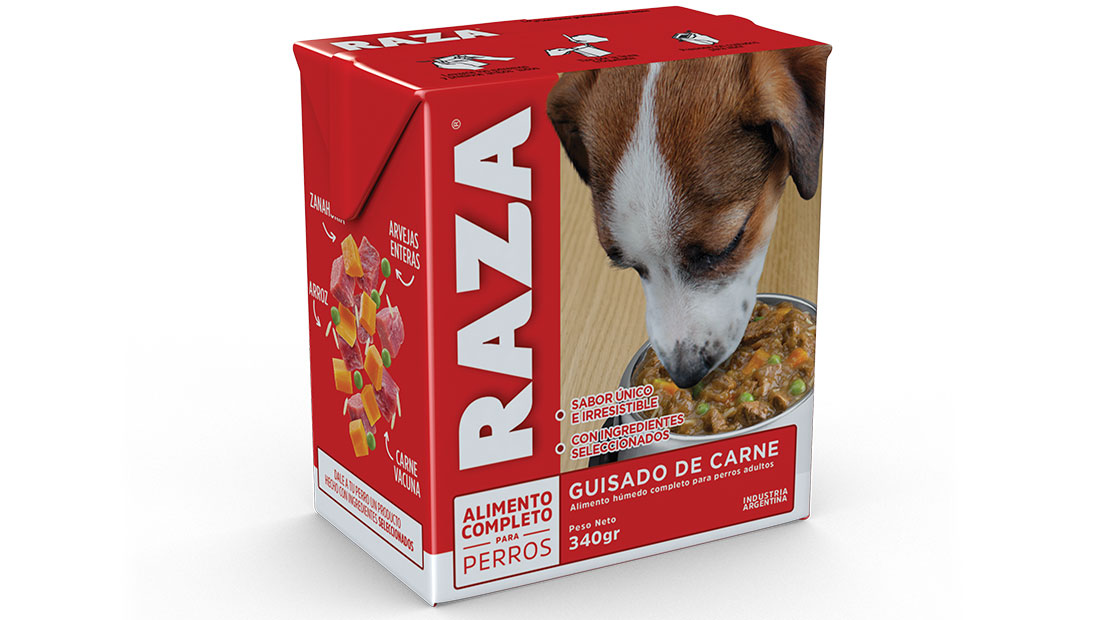 RAZA
RAZA
®
ZANAHORIA
ARVEJAS
ENTERAS
ARROZ
CARNE
VACUNA
DALE A TU PERRO UN PRODUCTO
HECHO CON INGREDIENTES SELECCIONADOS
SABOR ÚNICO
E IRRESISTIBLE
CON INGREDIENTES
SELECCIONADOS
ALIMENTO
COMPLETO
PARA
PERROS
GUISADO DE CARNE
Alimento húmedo completo para perros adultos
Peso Neto
340gr
INDUSTRIA
ARGENTINA